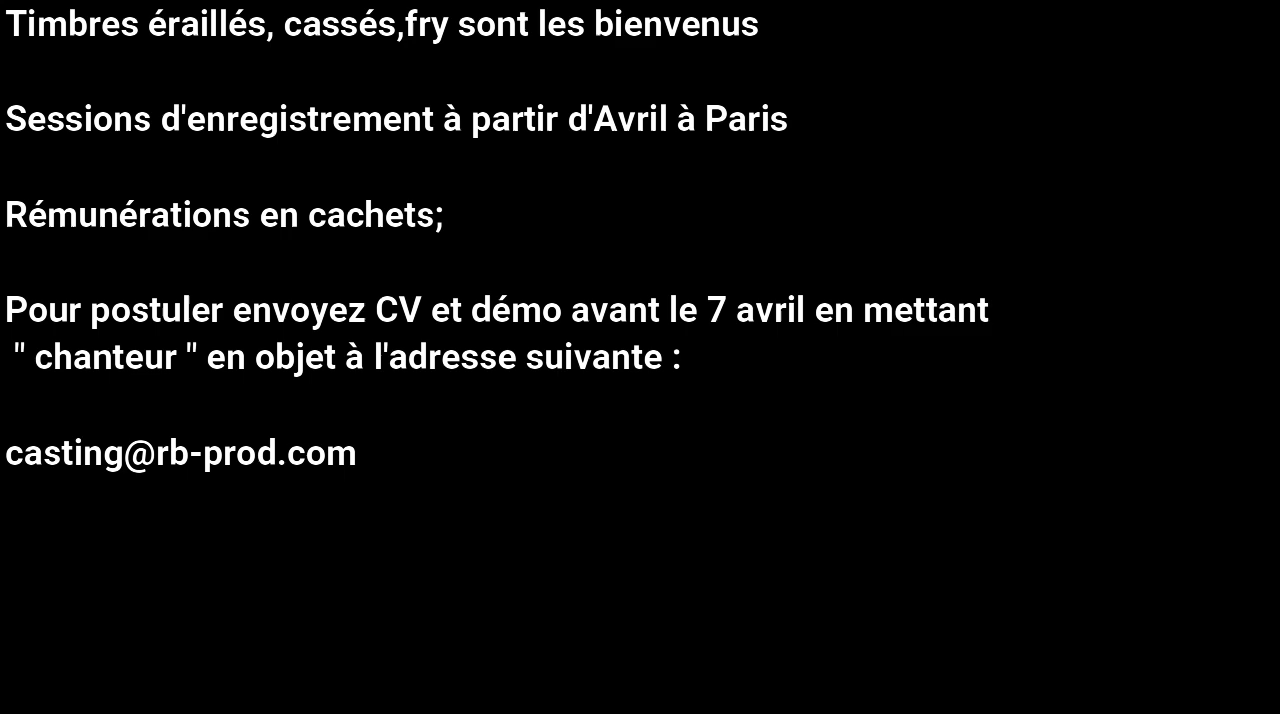 Timbres éraillés, cassés,fry sont les bienvenus
Sessions d'enregistrement à partir d'Avril à Paris
Rémunérations en cachets;
Pour postuler envoyez CV et démo avant le 7 avril en mettant
" chanteur " en objet à l'adresse suivante :
casting@rb-prod.com